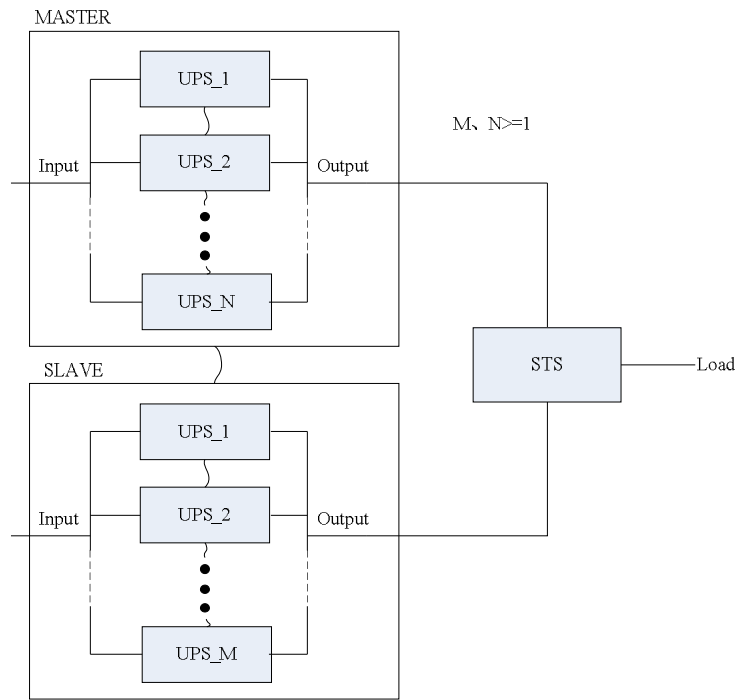 MASTER
UPS_1
M、N>=1
Input
UPS_2
Output
UPS_N
STS
Load
SLAVE
UPS_1
Input
UPS_2
Output
UPS_M